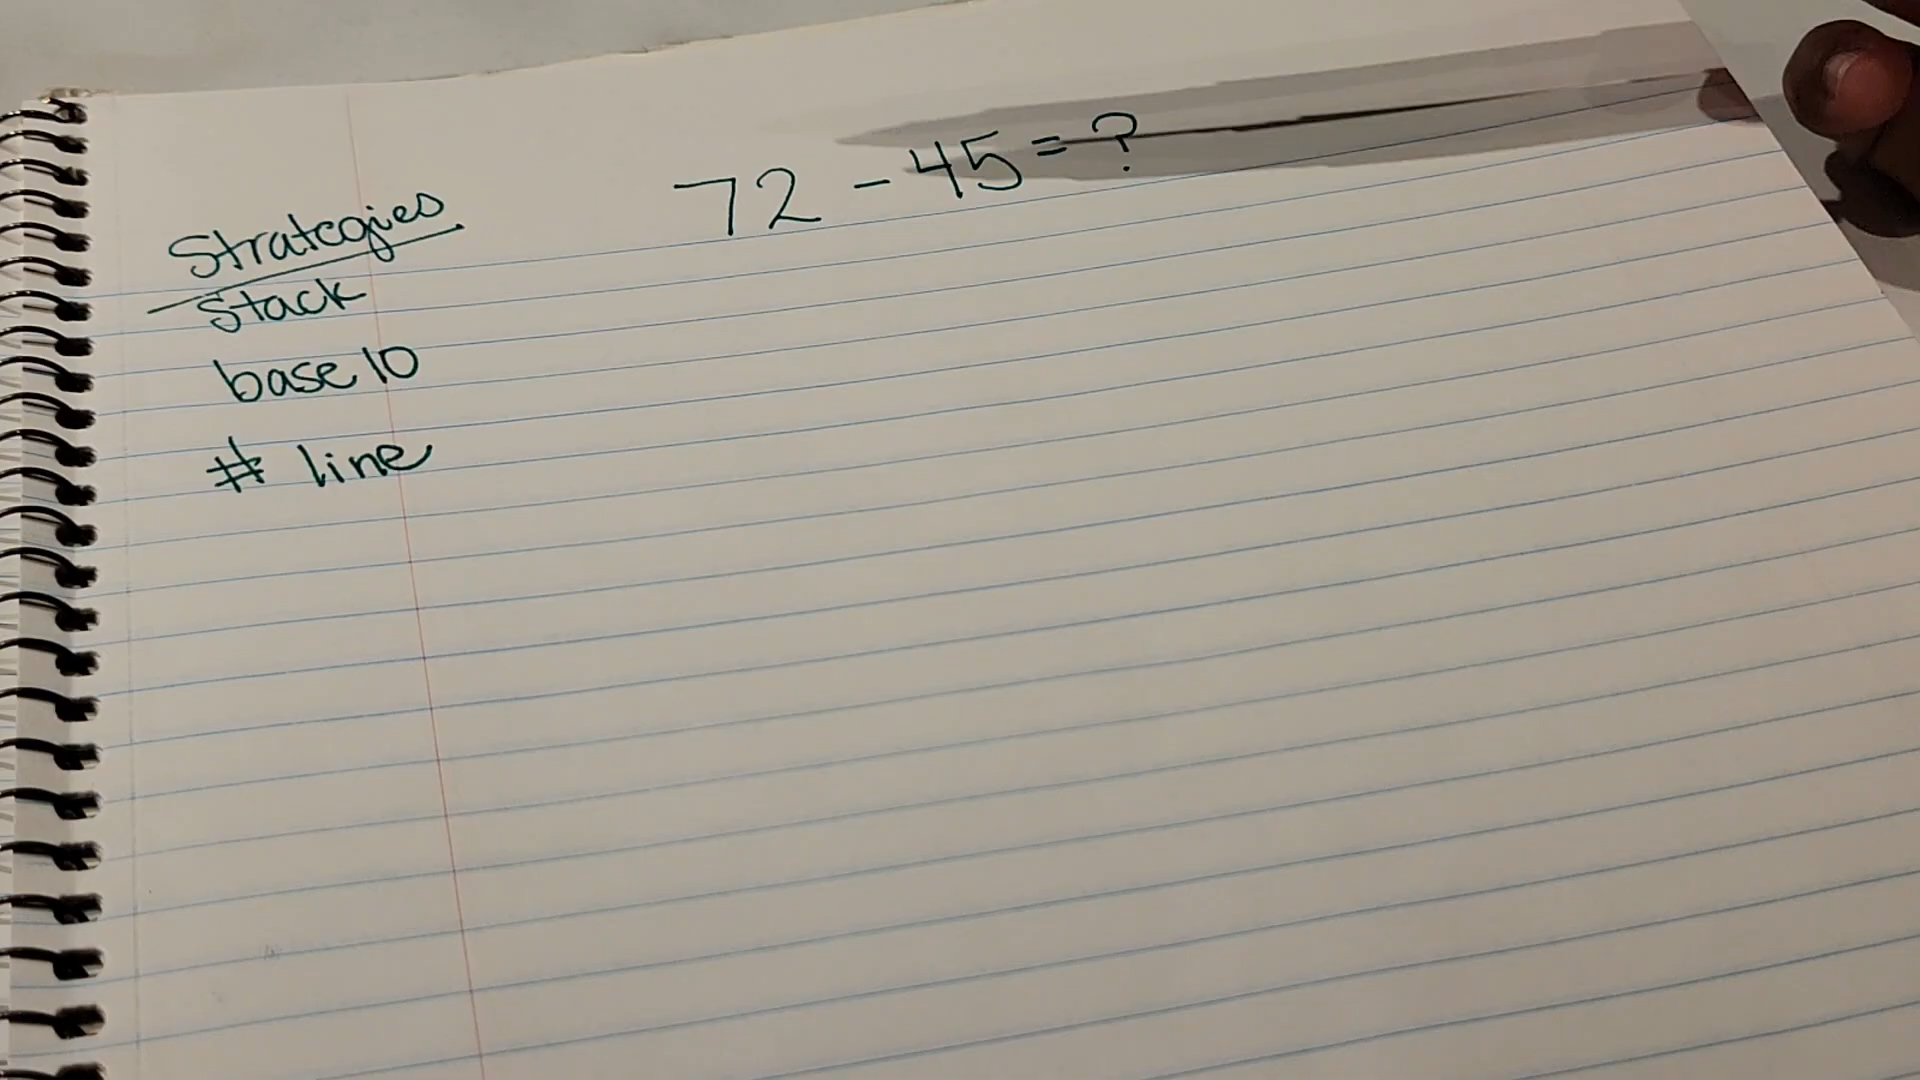 72 - 45 = ?
Strategies
Stack
base 10
# line